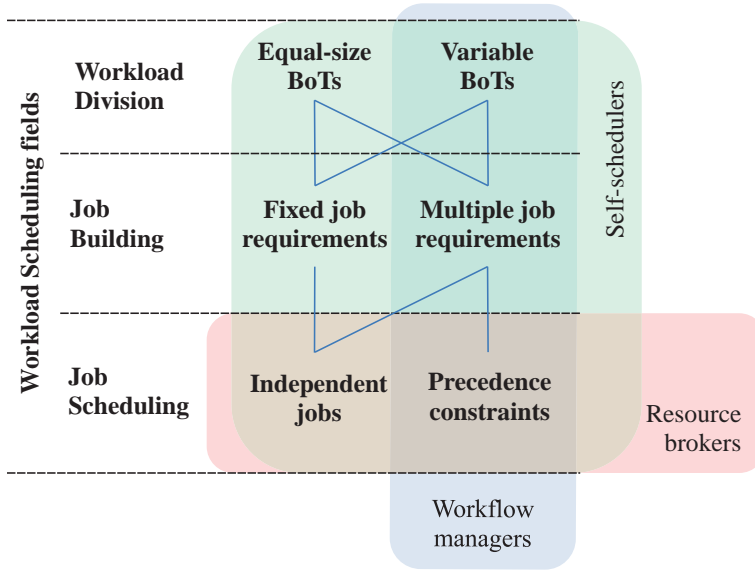 Workload Scheduling fields
Workload
Division
Equal-size
BoTs
Variable
BoTs
Self-schedulers
Job
Building
Fixed job
requirements
Multiple job
requirements
Job
Scheduling
Independent
jobs
Precedence
constraints
Resource
brokers
Workflow
managers